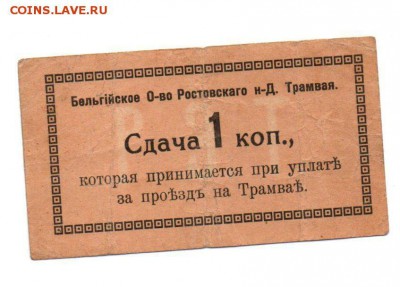 COINS.LAVE.RU
Бельгійское О-во Ростовскаго н-Д. Трамвая.
Сдача 1 коп.,
которая принимается при уплатѣ
за проѣздъ на Трамваѣ.